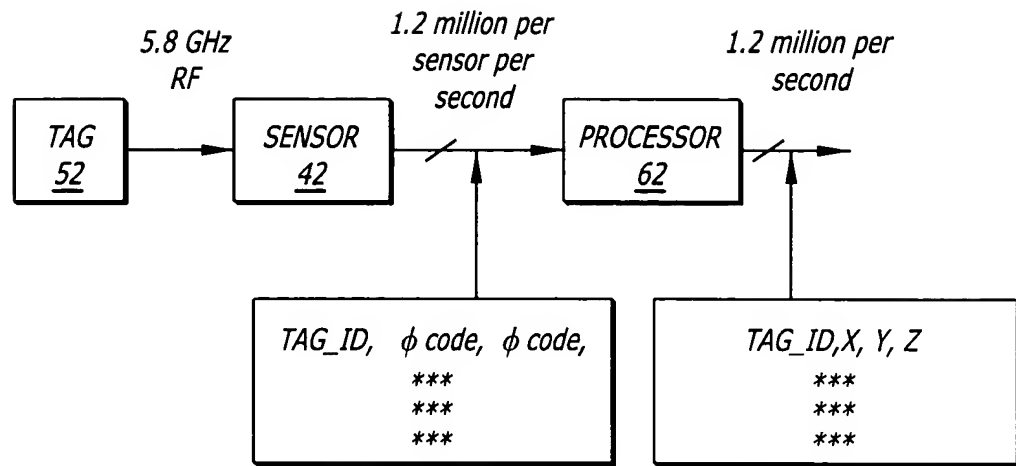 5.8 GHz
RF
1.2 million per
sensor per
second
1.2 million per
second
TAG
52
SENSOR
42
PROCESSOR
62
TAG_ID, ϕ code, ϕ code,
***
***
***
TAG_ID,X, Y, Z
***
***
***